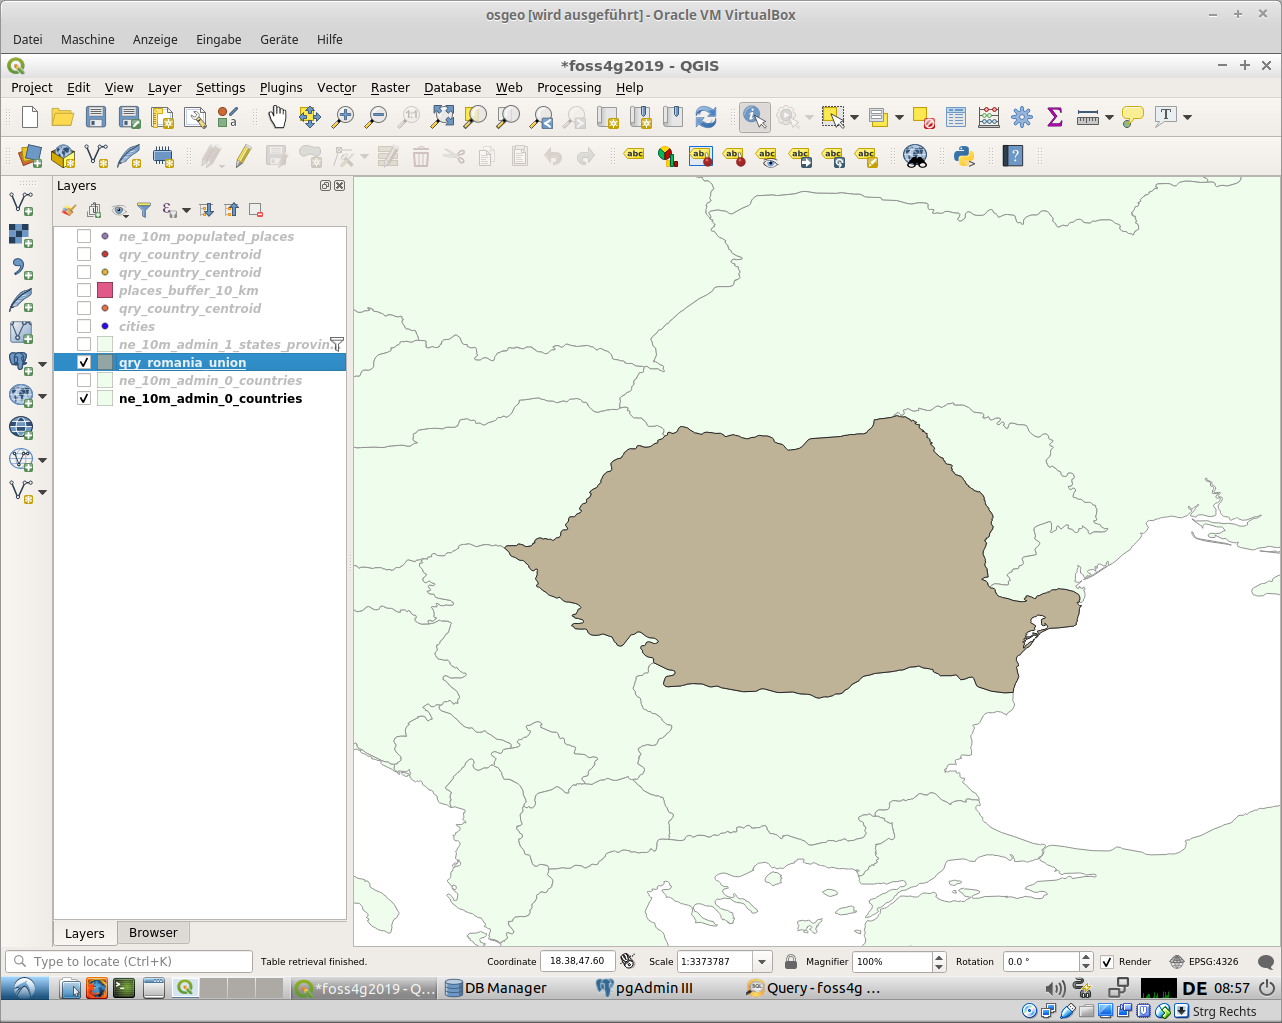 osgeo [wird ausgeführt] - Oracle VM VirtualBox
Datei Maschine Anzeige Eingabe Geräte Hilfe
*foss4g2019 - QGIS
Project Edit View Layer Settings Plugins Vector Raster Database Web Processing Help
Layers
ne_10m_populated_places
qry_country_centroid
qry_country_centroid
places_buffer_10_km
qry_country_centroid
cities
ne_10m_admin_1_states_provin...
qry_romania_union
ne_10m_admin_0_countries
ne_10m_admin_0_countries
Layers Browser
Type to locate (Ctrl+K) Table retrieval finished. Coordinate 18.38,47.60 Scale 1:3373787 Magnifier 100% Rotation 0.0 ° Render EPSG:4326
*foss4g2019 - Q... DB Manager pgAdmin III Query - foss4g ... DE 08:57
Strg Rechts